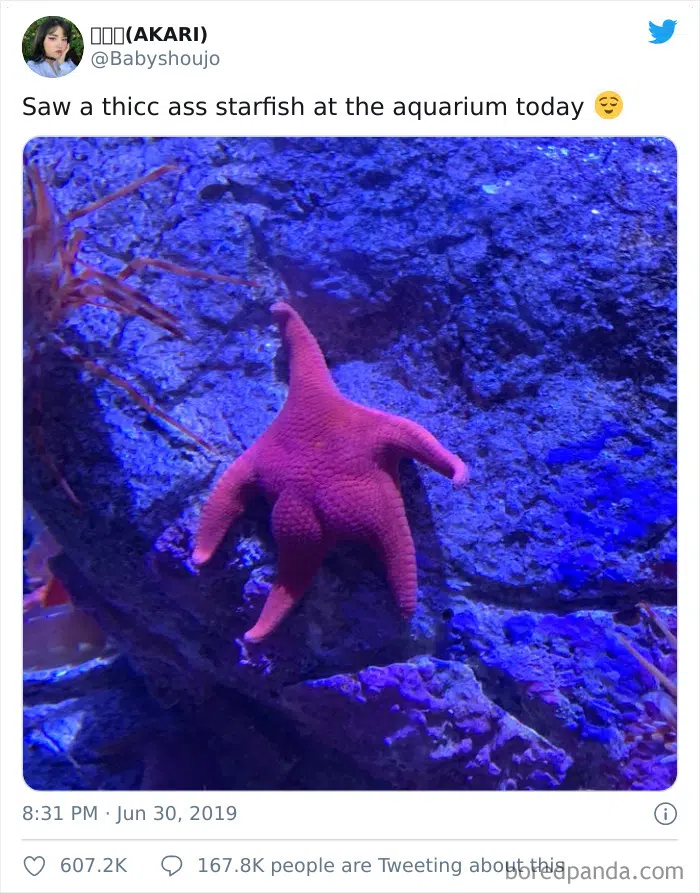 (AKARI)
@Babyshoujo
Saw a thicc ass starfish at the aquarium today 😌
8:31 PM · Jun 30, 2019
607.2K 167.8K people are Tweeting about this
boredpanda.com